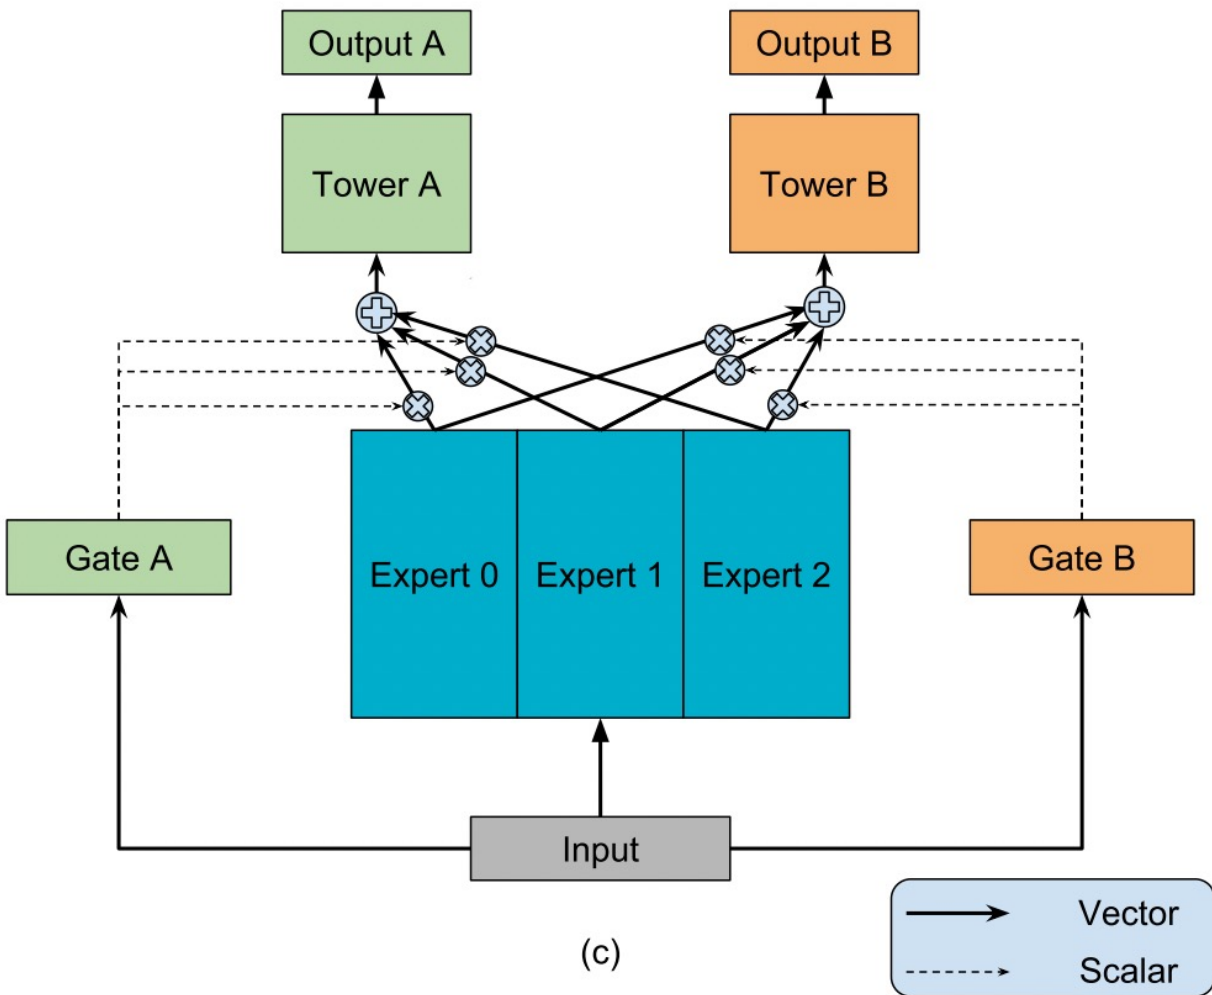 Output A
Output B
Tower A
Tower B
Gate A
Expert 0
Expert 1
Expert 2
Gate B
Input
Vector
Scalar
(c)